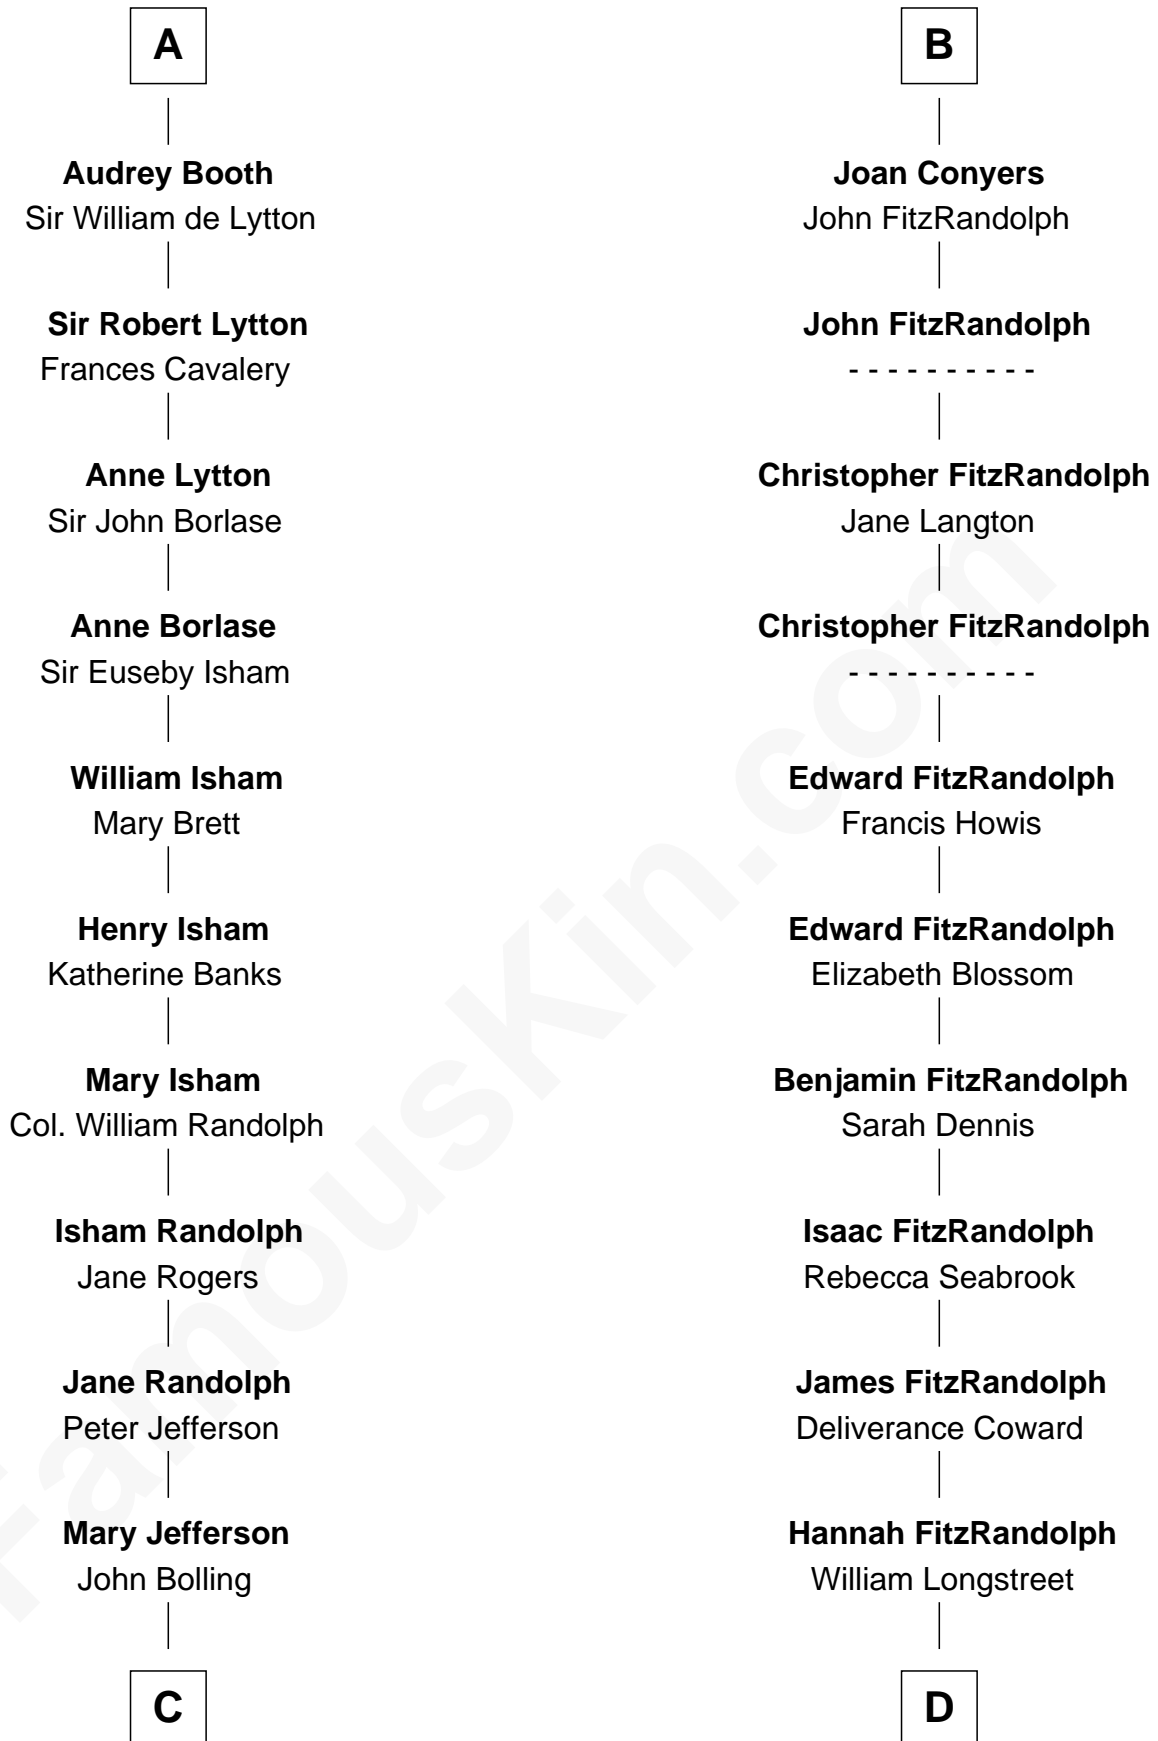 A
Audrey Booth
Sir William de Lytton
Sir Robert Lytton
Frances Cavalery
Anne Lytton
Sir John Borlase
Anne Borlase
Sir Euseby Isham
William Isham
Mary Brett
Henry Isham
Katherine Banks
Mary Isham
Col. William Randolph
Isham Randolph
Jane Rogers
Jane Randolph
Peter Jefferson
Mary Jefferson
John Bolling
C
B
Joan Conyers
John FitzRandolph
John FitzRandolph
- - - - - - - - - -
Christopher FitzRandolph
Jane Langton
Christopher FitzRandolph
- - - - - - - - - -
Edward FitzRandolph
Francis Howis
Edward FitzRandolph
Elizabeth Blossom
Benjamin FitzRandolph
Sarah Dennis
Isaac FitzRandolph
Rebecca Seabrook
James FitzRandolph
Deliverance Coward
Hannah FitzRandolph
William Longstreet
D
FamousKin.com